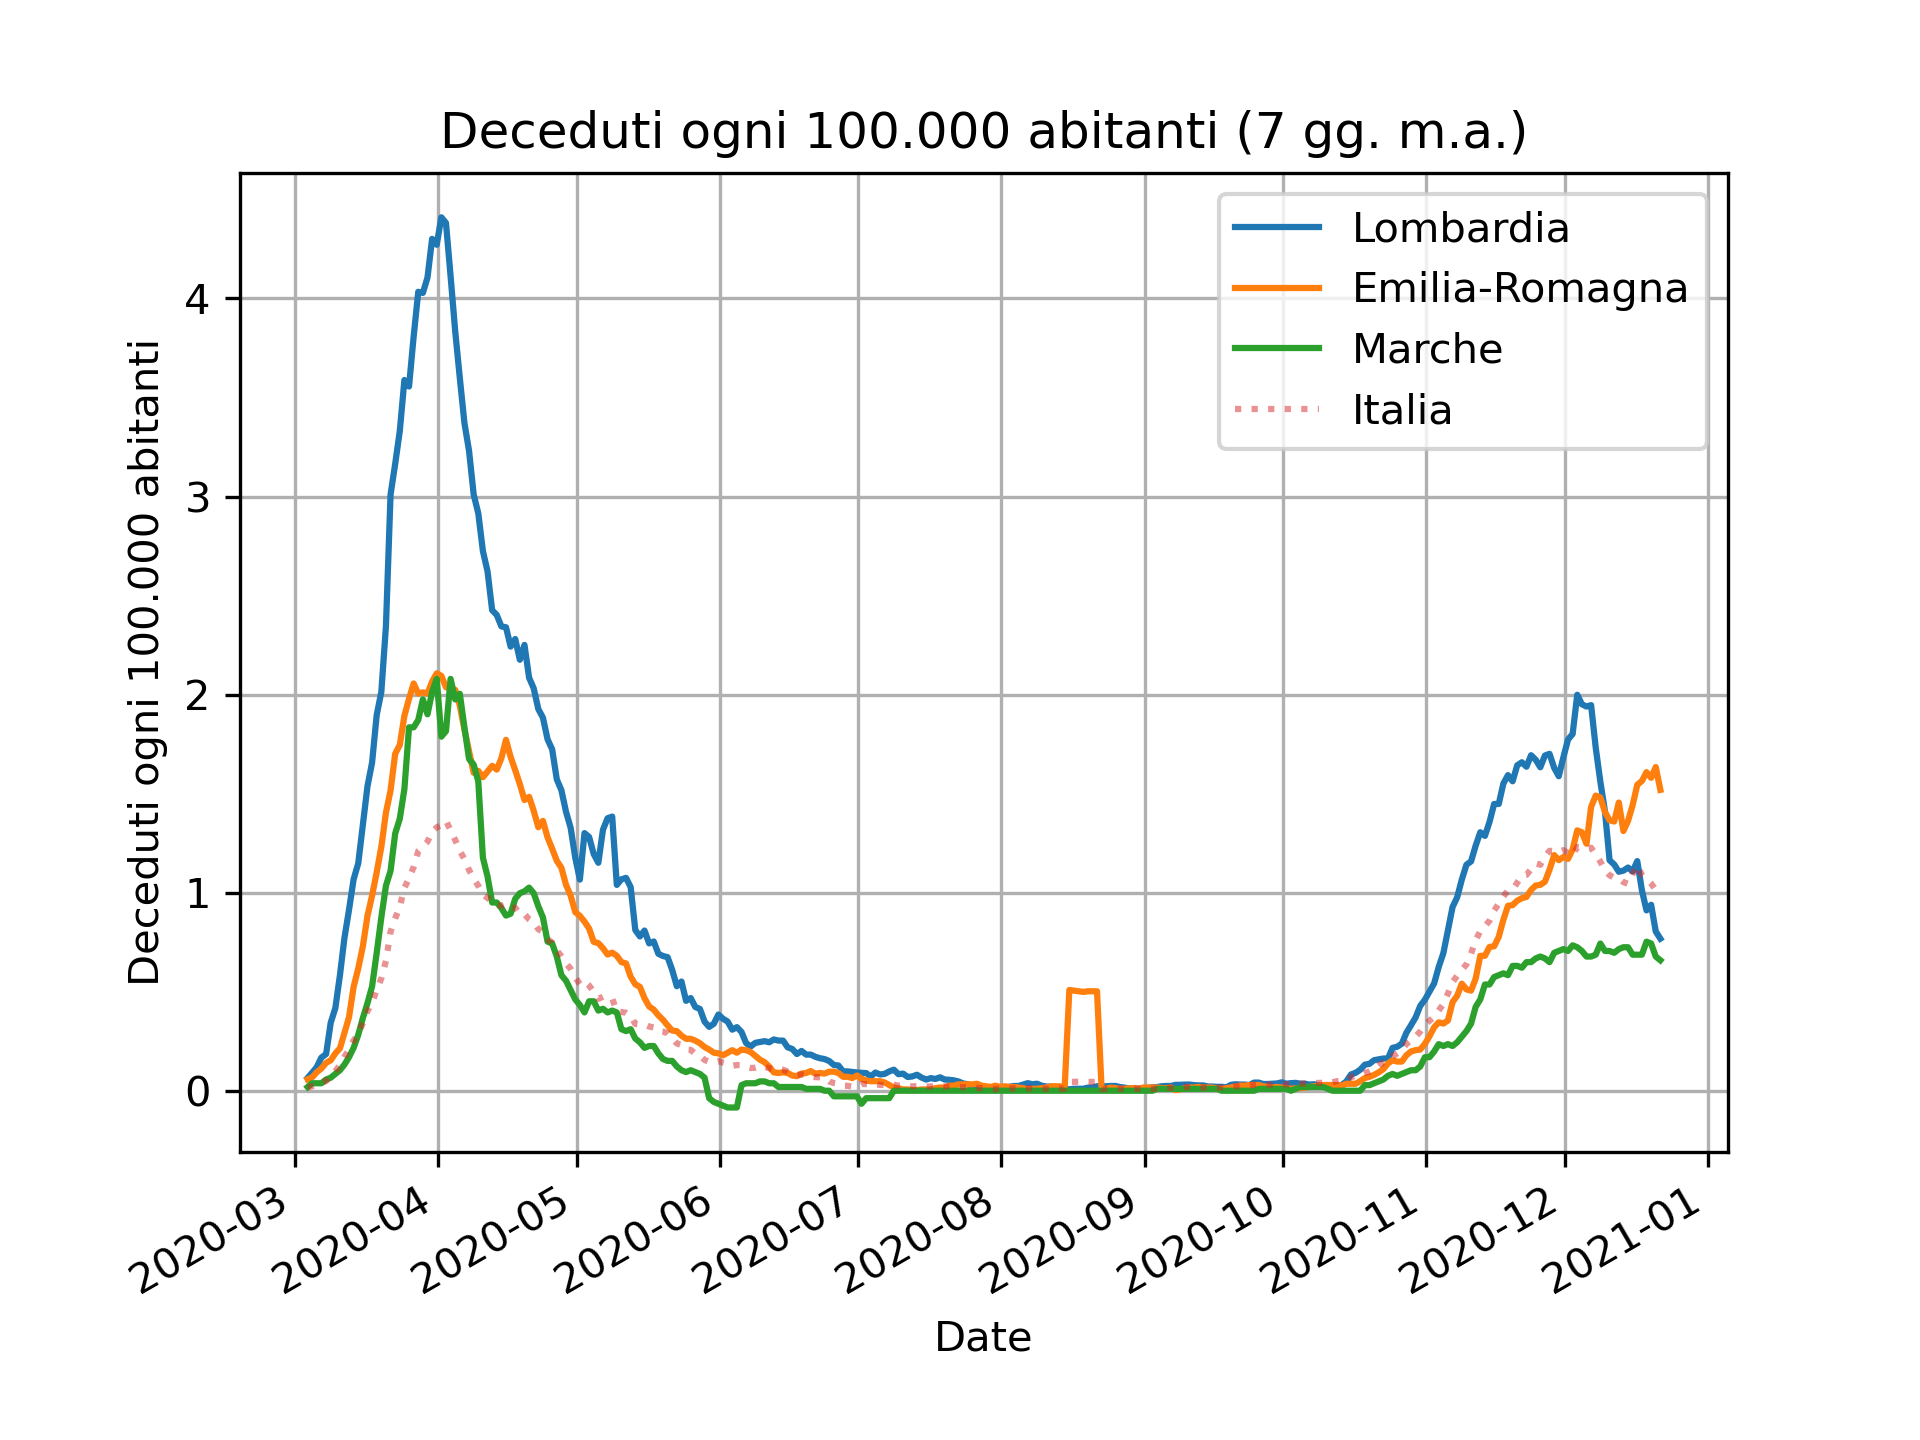 Deceduti ogni 100.000 abitanti (7 gg. m.a.)
Lombardia
Emilia-Romagna
Marche
Italia
Deceduti ogni 100.000 abitanti
4
3
2
1
0
2020-03
2020-04
2020-05
2020-06
2020-07
2020-08
2020-09
2020-10
2020-11
2020-12
2021-01
Date